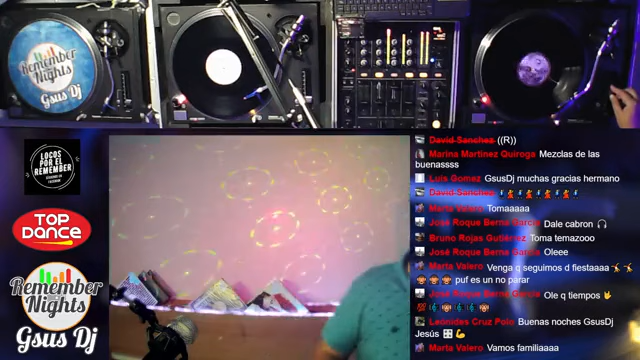 Remember
Nights
Gsus Dj
LOCOS
POR EL
REMEMBER
TOP
DANCE
Remember
Nights
Gsus Dj
David Sanchez ((R))
Marina Martinez Quiroga Mezclas de las
buenassss
Luis Gomez GsusDj muchas gracias hermano
David Sanchez
Marta Valero Tomaaaaa
José Roque Berna Garcia Dale cabron
Bruno Rojas Gutiérrez Toma temazooo
José Roque Berna Garcia Oleee
Marta Valero Venga q seguimos d fiestaaaa
puf es un no parar
José Roque Berna Garcia Ole q tiempos
Leonidas Cruz Polo Buenas noches GsusDj
Jesús
Marta Valero Vamos familiaaaa